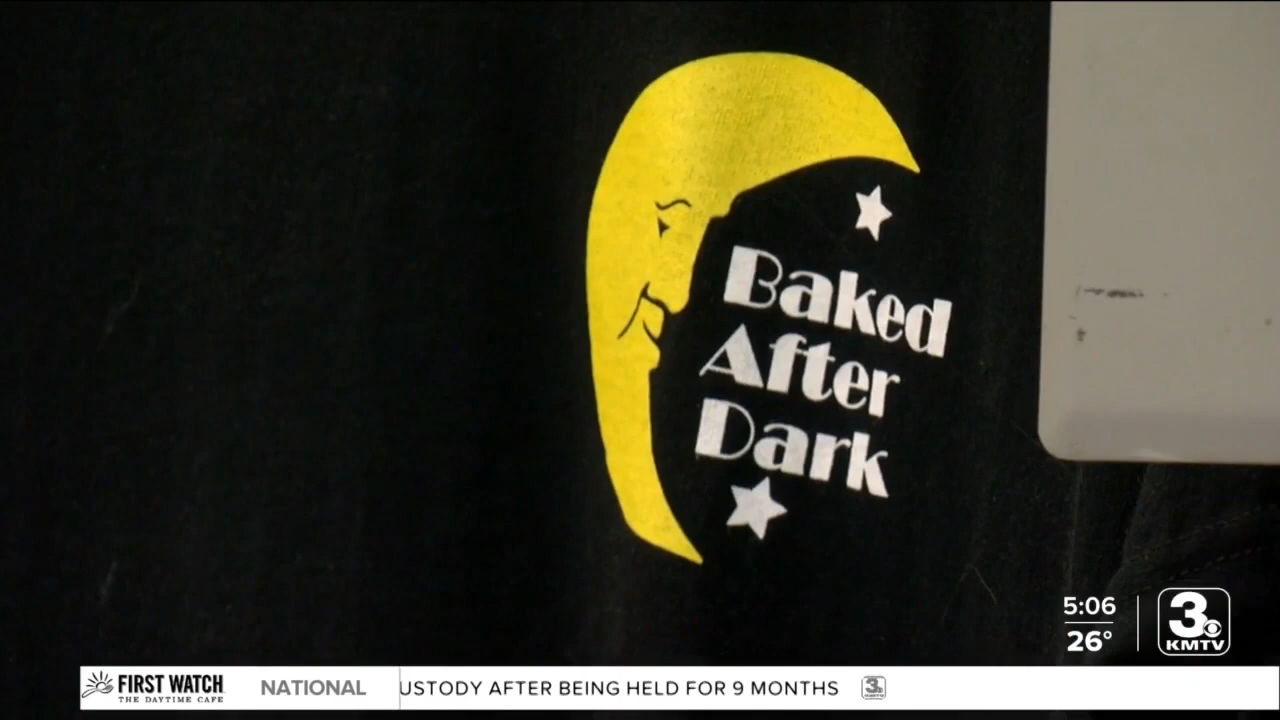 Baked
After
Dark
5:06
26°
3
KMTV
FIRST WATCH
THE DAYTIME CAFE
NATIONAL
USTODY AFTER BEING HELD FOR 9 MONTHS
3